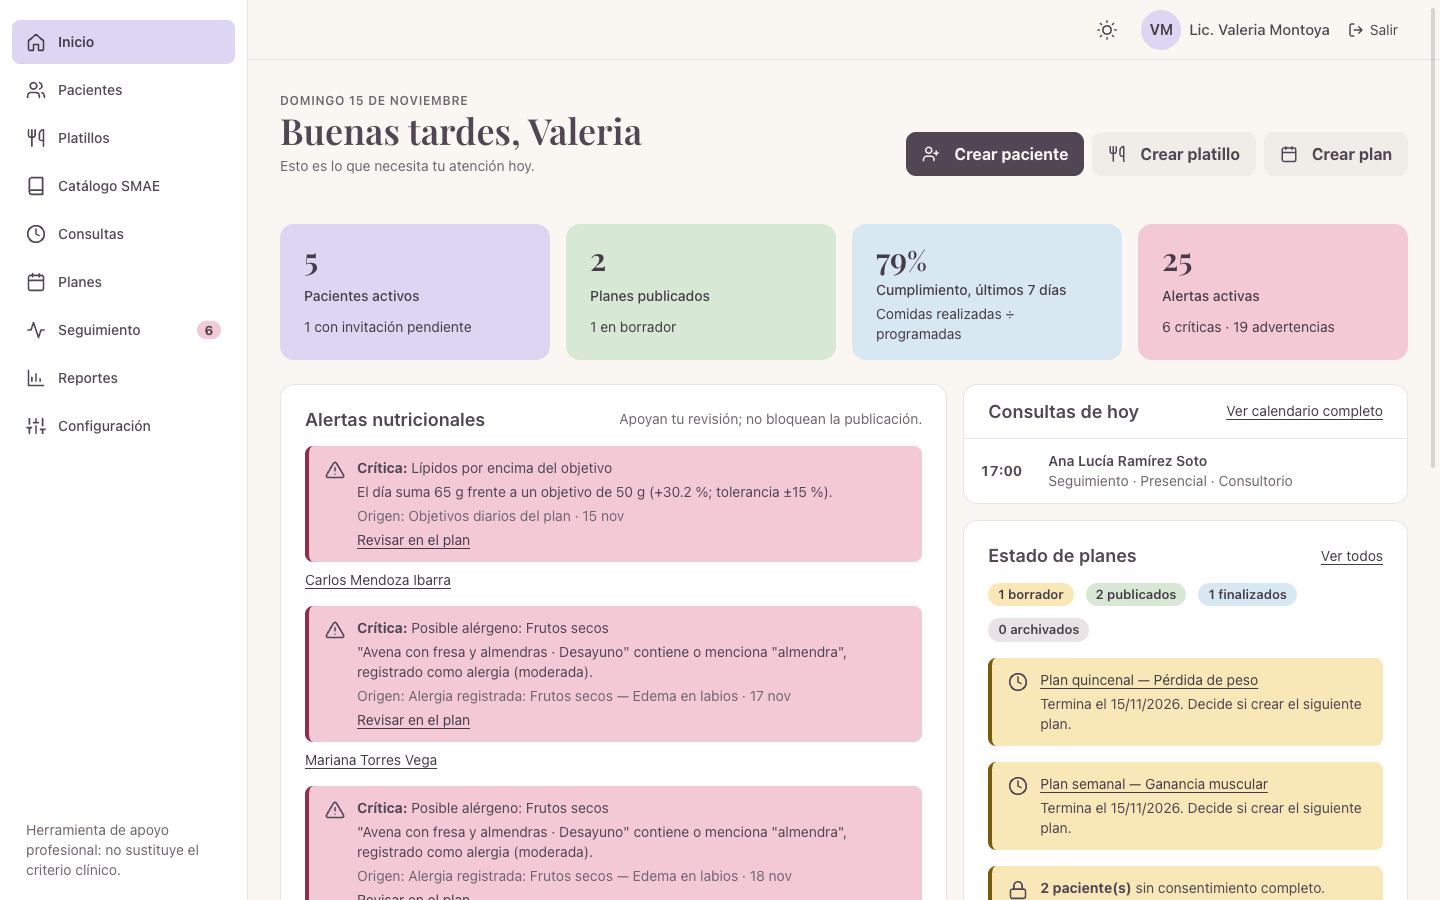 Inicio
Pacientes
Platillos
Catálogo SMAE
Consultas
Planes
Seguimiento 6
Reportes
Configuración
Herramienta de apoyo
profesional: no sustituye el
criterio clínico.
VM Lic. Valeria Montoya Salir
DOMINGO 15 DE NOVIEMBRE
Buenas tardes, Valeria
Esto es lo que necesita tu atención hoy.
Crear paciente Crear platillo Crear plan
5
Pacientes activos
1 con invitación pendiente
2
Planes publicados
1 en borrador
79%
Cumplimiento, últimos 7 días
Comidas realizadas ÷
programadas
25
Alertas activas
6 críticas · 19 advertencias
Alertas nutricionales Apoyan tu revisión; no bloquean la publicación.
Crítica: Lípidos por encima del objetivo
El día suma 65 g frente a un objetivo de 50 g (+30.2 %; tolerancia ±15 %).
Origen: Objetivos diarios del plan · 15 nov
Revisar en el plan
Carlos Mendoza Ibarra
Crítica: Posible alérgeno: Frutos secos
"Avena con fresa y almendras · Desayuno" contiene o menciona "almendra",
registrado como alergia (moderada).
Origen: Alergia registrada: Frutos secos — Edema en labios · 17 nov
Revisar en el plan
Mariana Torres Vega
Crítica: Posible alérgeno: Frutos secos
"Avena con fresa y almendras · Desayuno" contiene o menciona "almendra",
registrado como alergia (moderada).
Origen: Alergia registrada: Frutos secos — Edema en labios · 18 nov
Revisar en el plan
Consultas de hoy Ver calendario completo
17:00 Ana Lucía Ramírez Soto
Seguimiento · Presencial · Consultorio
Estado de planes Ver todos
1 borrador 2 publicados 1 finalizados
0 archivados
Plan quincenal — Pérdida de peso
Termina el 15/11/2026. Decide si crear el siguiente
plan.
Plan semanal — Ganancia muscular
Termina el 15/11/2026. Decide si crear el siguiente
plan.
2 paciente(s) sin consentimiento completo.